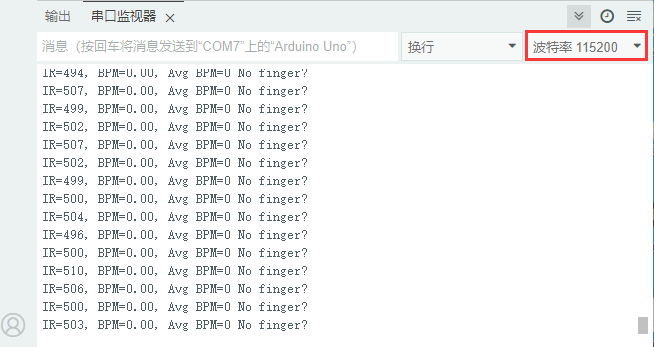 输出 串口监视器
消息（按回车将消息发送到“COM7”上的“Arduino Uno”） 换行 波特率 115200
IR=494, BPM=0.00, Avg BPM=0 No finger?
IR=507, BPM=0.00, Avg BPM=0 No finger?
IR=499, BPM=0.00, Avg BPM=0 No finger?
IR=502, BPM=0.00, Avg BPM=0 No finger?
IR=507, BPM=0.00, Avg BPM=0 No finger?
IR=502, BPM=0.00, Avg BPM=0 No finger?
IR=499, BPM=0.00, Avg BPM=0 No finger?
IR=500, BPM=0.00, Avg BPM=0 No finger?
IR=504, BPM=0.00, Avg BPM=0 No finger?
IR=496, BPM=0.00, Avg BPM=0 No finger?
IR=500, BPM=0.00, Avg BPM=0 No finger?
IR=510, BPM=0.00, Avg BPM=0 No finger?
IR=506, BPM=0.00, Avg BPM=0 No finger?
IR=500, BPM=0.00, Avg BPM=0 No finger?
IR=503, BPM=0.00, Avg BPM=0 No finger?